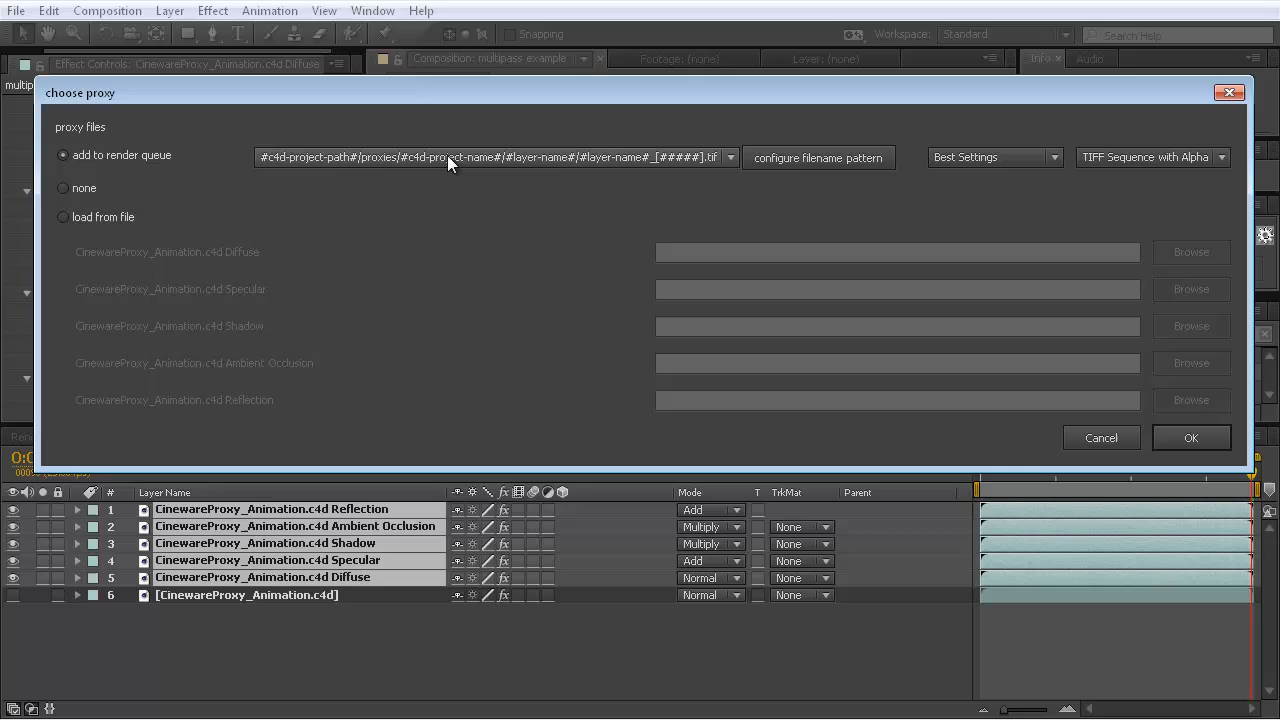 File Edit Composition Layer Effect Animation View Window Help
Snapping Workspace: Standard Search Help
Effect Controls: CinewareProxy_Animation.c4d Diffuse Composition: multipass example Footage: (none) Layer: (none) Info Audio
multip
choose proxy
proxy files
add to render queue #c4d-project-path#/proxies/#c4d-project-name#/#layer-name#/#layer-name#_[#####].tif configure filename pattern Best Settings TIFF Sequence with Alpha
none
load from file
CinewareProxy_Animation.c4d Diffuse Browse
CinewareProxy_Animation.c4d Specular Browse
CinewareProxy_Animation.c4d Shadow Browse
CinewareProxy_Animation.c4d Ambient Occlusion Browse
CinewareProxy_Animation.c4d Reflection Browse
Cancel OK
# Layer Name Mode T TrkMat Parent
1 CinewareProxy_Animation.c4d Reflection Add
2 CinewareProxy_Animation.c4d Ambient Occlusion Multiply None
3 CinewareProxy_Animation.c4d Shadow Multiply None
4 CinewareProxy_Animation.c4d Specular Add None
5 CinewareProxy_Animation.c4d Diffuse Normal None
6 [CinewareProxy_Animation.c4d] Normal None